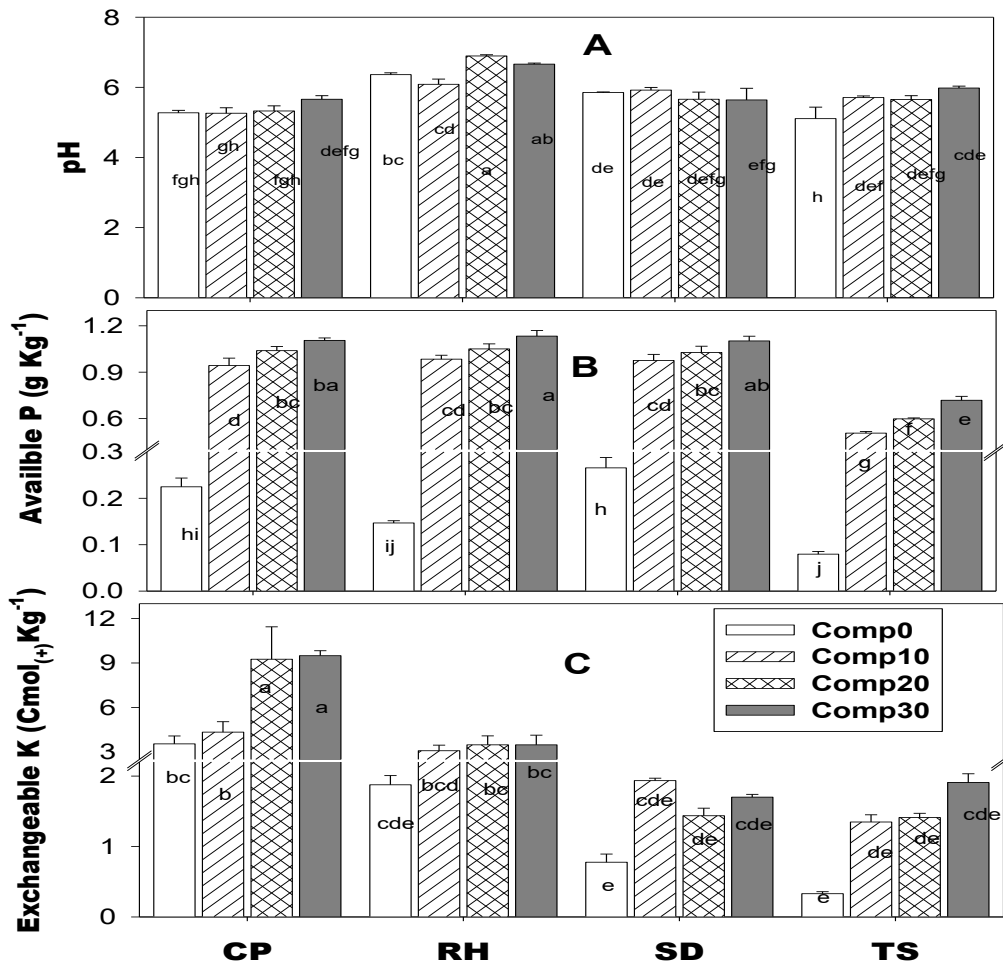 8
6
4
2
0
pH
A
fgh
gh
fgh
defg
bc
cd
a
ab
de
de
defg
efg
h
def
defg
cde
1.2
0.9
0.6
0.3
0.2
0.1
0.0
Availble P (g Kg-1)
B
hi
d
bc
ba
ij
cd
bc
a
h
cd
bc
ab
j
g
f
e
12
9
6
3
2
1
0
Exchangeable K (Cmol(+)Kg-1)
C
bc
b
a
a
cde
bcd
bc
bc
e
cde
de
cde
e
de
de
cde
Comp0
Comp10
Comp20
Comp30
CP RH SD TS